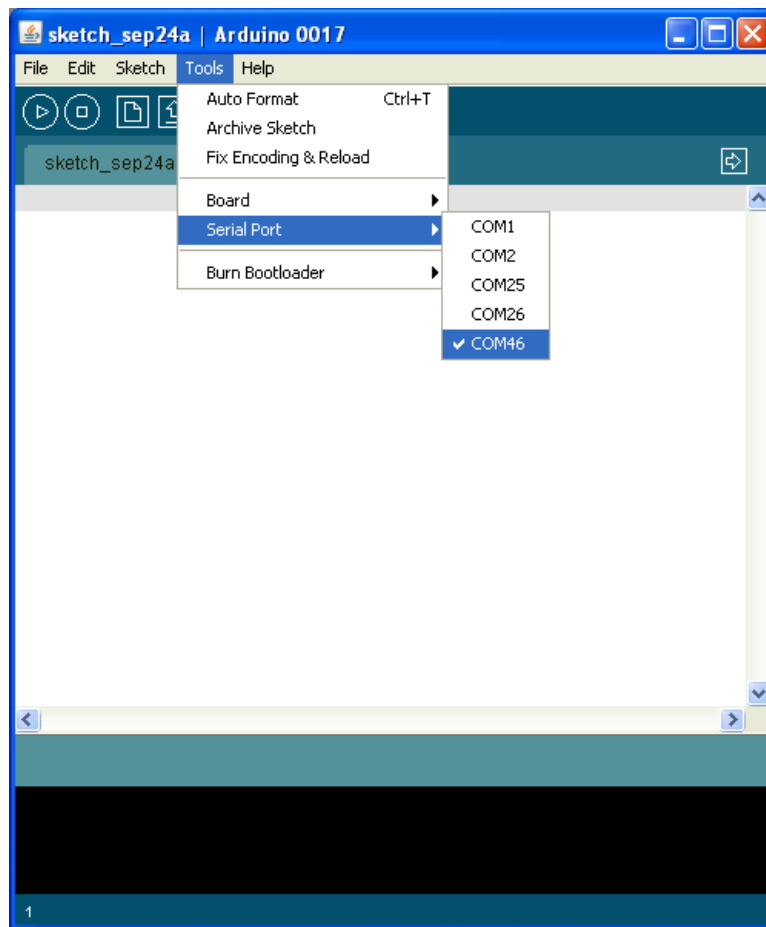 sketch_sep24a | Arduino 0017
File Edit Sketch Tools Help
Auto Format Ctrl+T
Archive Sketch
sketch_sep24a
Fix Encoding & Reload
Board
Serial Port
Burn Bootloader
COM1
COM2
COM25
COM26
COM46
1